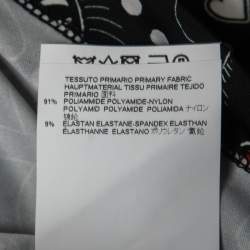 TESSUTO PRIMARIO PRIMARY FABRIC
HAUPTMATERIAL TISSU PRIMAIRE TEJIDO
PRIMARIO 面料
91% POLIAMMIDE POLYAMIDE-NYLON
POLYAMID POLYAMIDE POLIAMIDA ナイロン
锦纶
9% ELASTAN ELASTANE-SPANDEX ELASTHAN
ELASTHANNE ELASTANO ポリウレタン 氨纶